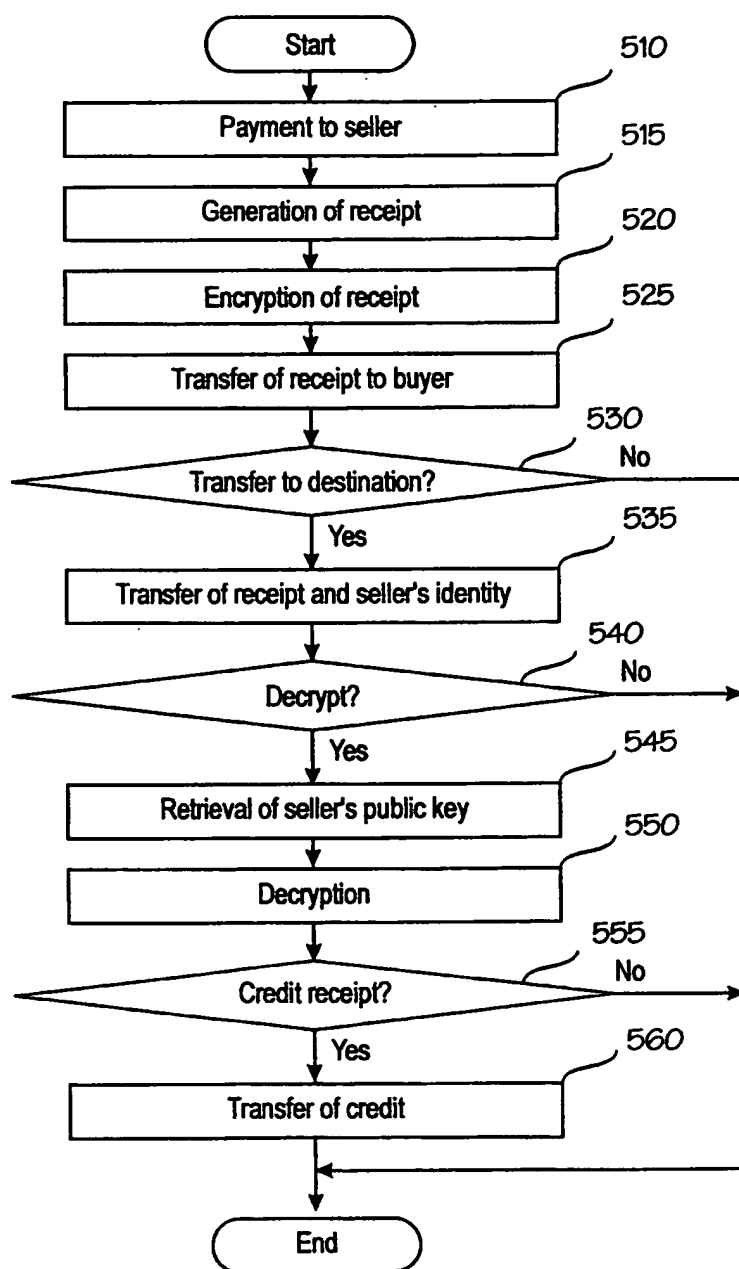 Start
510
Payment to seller
515
Generation of receipt
520
Encryption of receipt
525
Transfer of receipt to buyer
530
Transfer to destination?
No
Yes
535
Transfer of receipt and seller's identity
540
Decrypt?
No
Yes
545
Retrieval of seller's public key
550
Decryption
555
Credit receipt?
No
Yes
560
Transfer of credit
End